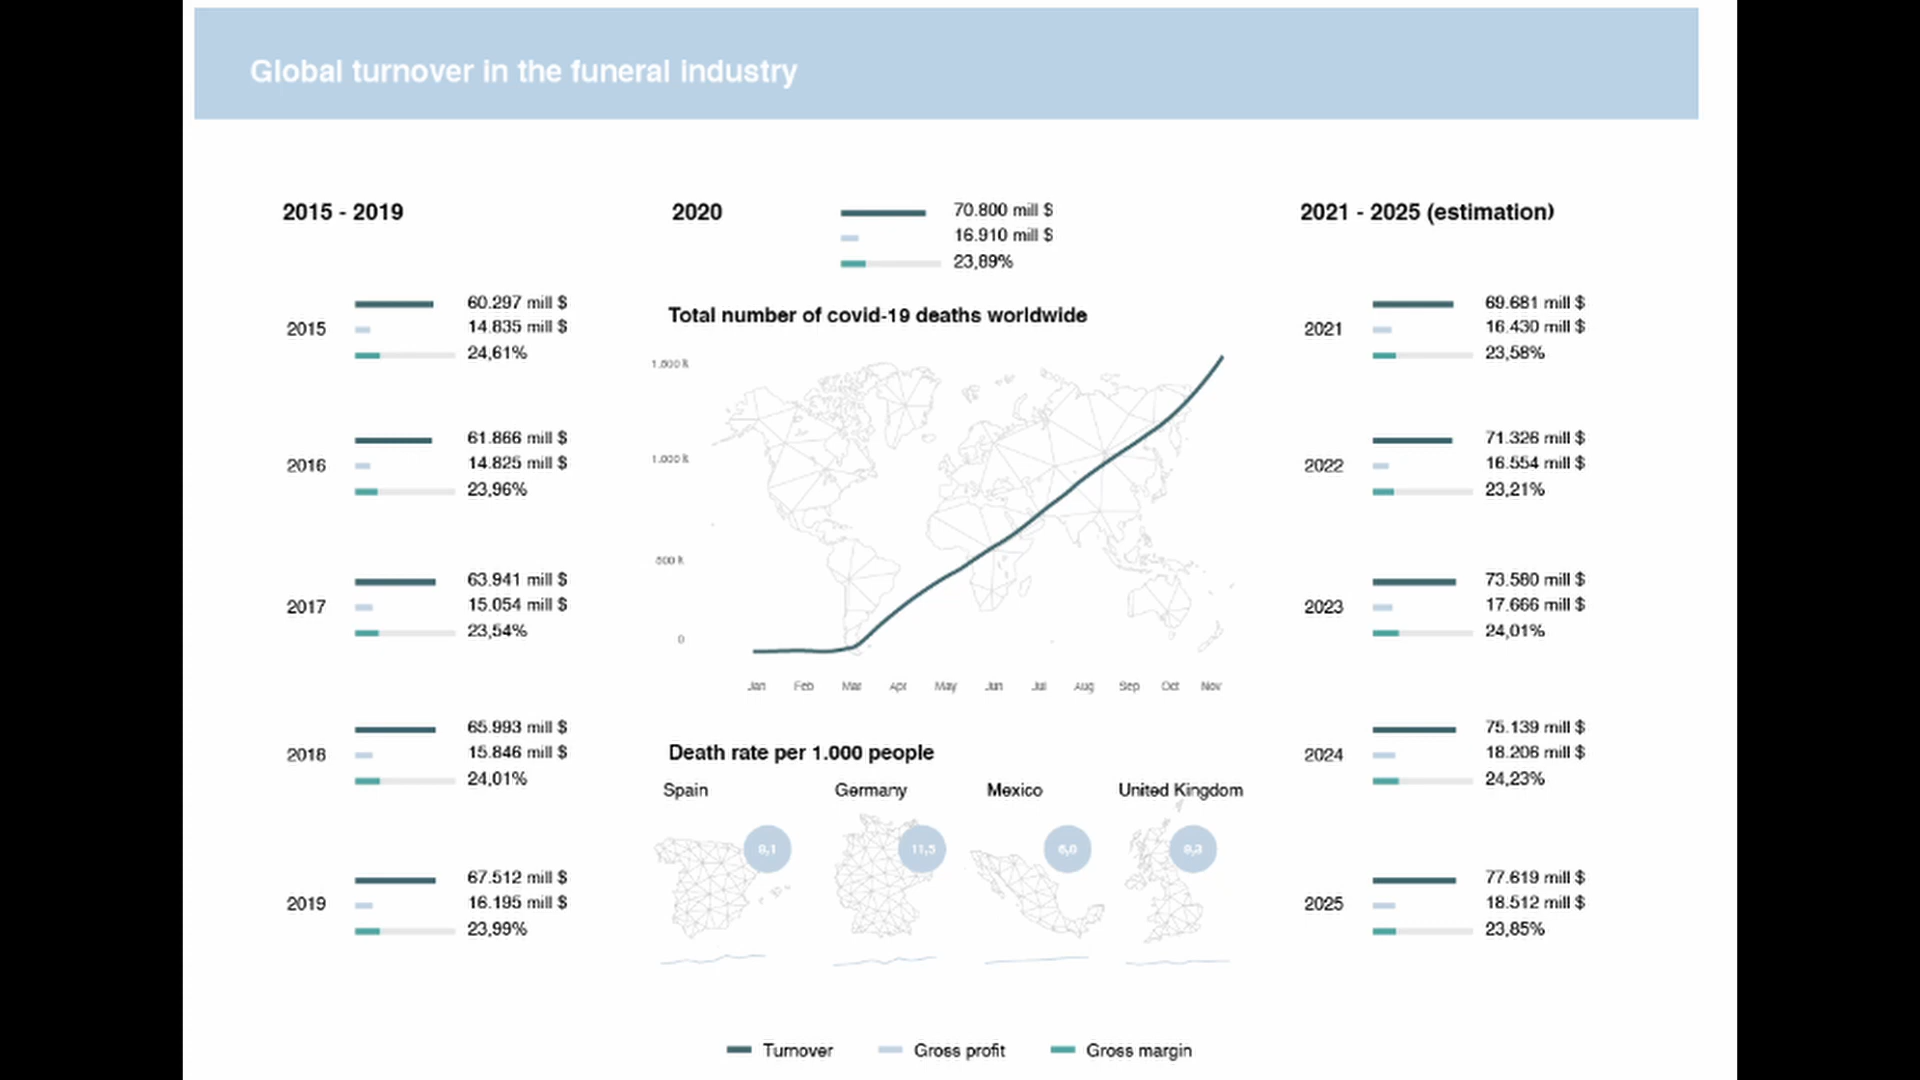 Global turnover in the funeral industry
2015 - 2019
2015
60.297 mill $
14.835 mill $
24,61%
2016
61.866 mill $
14.825 mill $
23,96%
2017
63.941 mill $
15.054 mill $
23,54%
2018
65.993 mill $
15.846 mill $
24,01%
2019
67.512 mill $
16.195 mill $
23,99%
2020
70.800 mill $
16.910 mill $
23,89%
Total number of covid-19 deaths worldwide
1.000 k
0
Jan Feb Mar Apr May Jun Jul Aug Sep Oct Nov
Death rate per 1.000 people
Spain Germany Mexico United Kingdom
11,5
2021 - 2025 (estimation)
2021
69.681 mill $
16.430 mill $
23,58%
2022
71.326 mill $
16.554 mill $
23,21%
2023
73.580 mill $
17.666 mill $
24,01%
2024
75.139 mill $
18.206 mill $
24,23%
2025
77.619 mill $
18.512 mill $
23,85%
Turnover Gross profit Gross margin